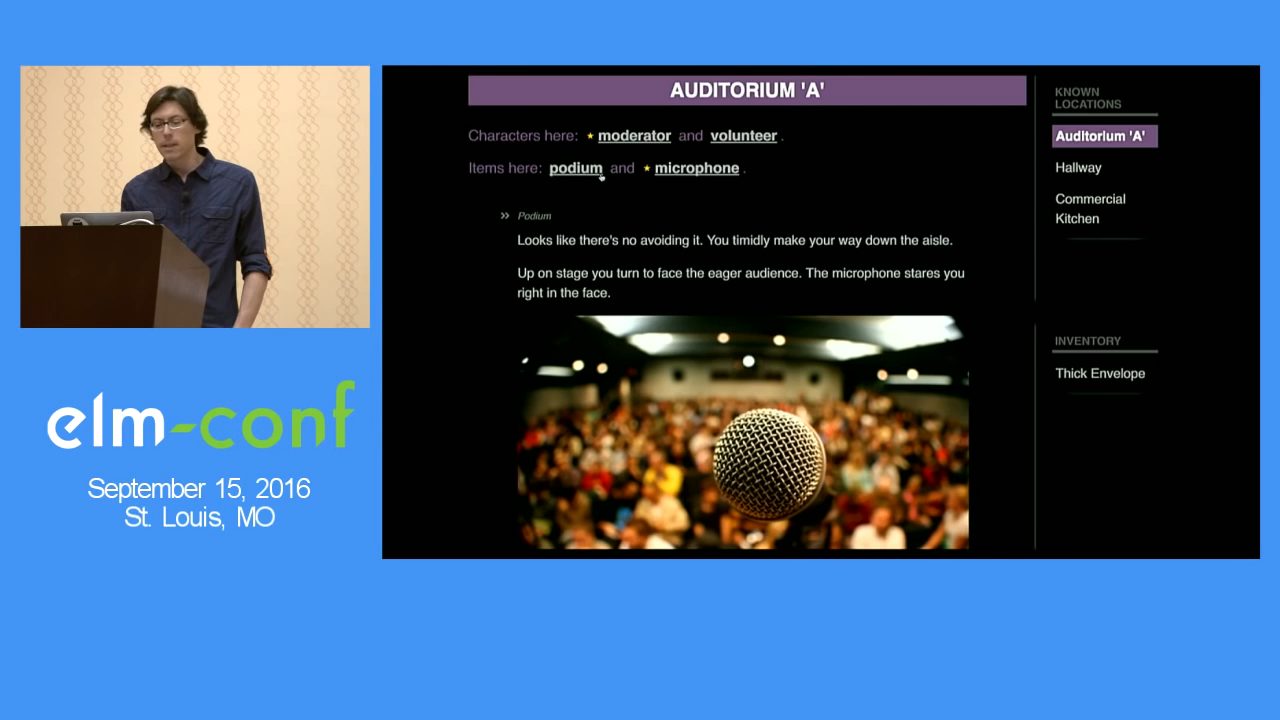 AUDITORIUM 'A'
Characters here: ★ moderator and volunteer .
Items here: podium and ★ microphone .
» Podium
Looks like there's no avoiding it. You timidly make your way down the aisle.
Up on stage you turn to face the eager audience. The microphone stares you
right in the face.
KNOWN
LOCATIONS
Auditorium 'A'
Hallway
Commercial
Kitchen
INVENTORY
Thick Envelope
elm-conf
September 15, 2016
St. Louis, MO